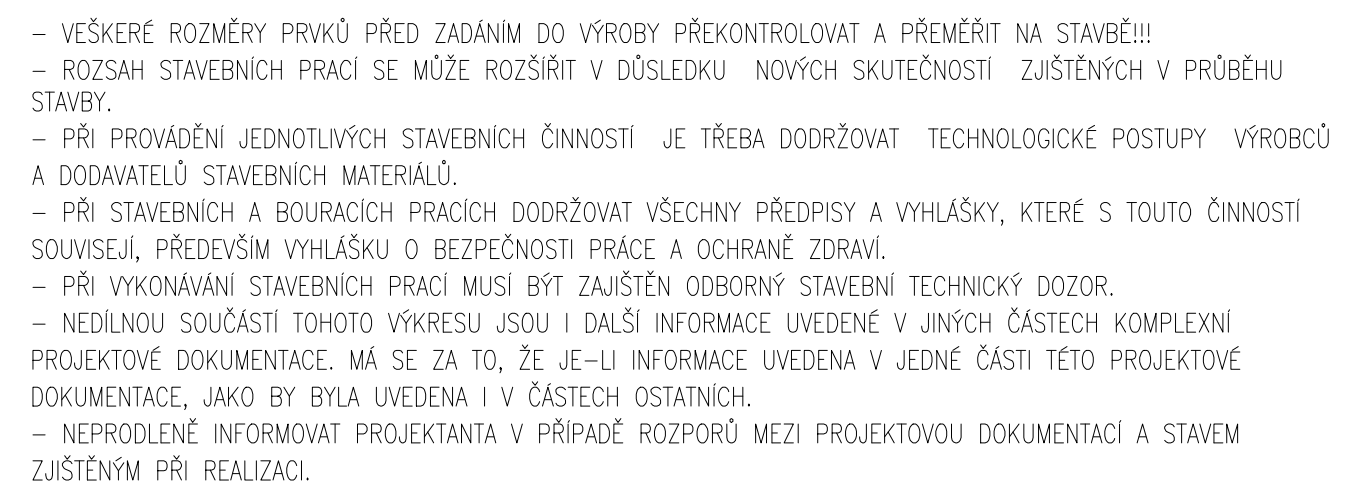 – VEŠKERÉ ROZMĚRY PRVKŮ PŘED ZADÁNÍM DO VÝROBY PŘEKONTROLOVAT A PŘEMĚŘIT NA STAVBĚ!!!
– ROZSAH STAVEBNÍCH PRACÍ SE MŮŽE ROZŠÍŘIT V DŮSLEDKU NOVÝCH SKUTEČNOSTÍ ZJIŠTĚNÝCH V PRŮBĚHU
STAVBY.
– PŘI PROVÁDĚNÍ JEDNOTLIVÝCH STAVEBNÍCH ČINNOSTÍ JE TŘEBA DODRŽOVAT TECHNOLOGICKÉ POSTUPY VÝROBCŮ
A DODAVATELŮ STAVEBNÍCH MATERIÁLŮ.
– PŘI STAVEBNÍCH A BOURACÍCH PRACÍCH DODRŽOVAT VŠECHNY PŘEDPISY A VYHLÁŠKY, KTERÉ S TOUTO ČINNOSTÍ
SOUVISEJÍ, PŘEDEVŠÍM VYHLÁŠKU O BEZPEČNOSTI PRÁCE A OCHRANĚ ZDRAVÍ.
– PŘI VYKONÁVÁNÍ STAVEBNÍCH PRACÍ MUSÍ BÝT ZAJIŠTĚN ODBORNÝ STAVEBNÍ TECHNICKÝ DOZOR.
– NEDÍLNOU SOUČÁSTÍ TOHOTO VÝKRESU JSOU I DALŠÍ INFORMACE UVEDENÉ V JINÝCH ČÁSTECH KOMPLEXNÍ
PROJEKTOVÉ DOKUMENTACE. MÁ SE ZA TO, ŽE JE–LI INFORMACE UVEDENA V JEDNÉ ČÁSTI TÉTO PROJEKTOVÉ
DOKUMENTACE, JAKO BY BYLA UVEDENA I V ČÁSTECH OSTATNÍCH.
– NEPRODLENĚ INFORMOVAT PROJEKTANTA V PŘÍPADĚ ROZPORŮ MEZI PROJEKTOVOU DOKUMENTACÍ A STAVEM
ZJIŠTĚNÝM PŘI REALIZACI.